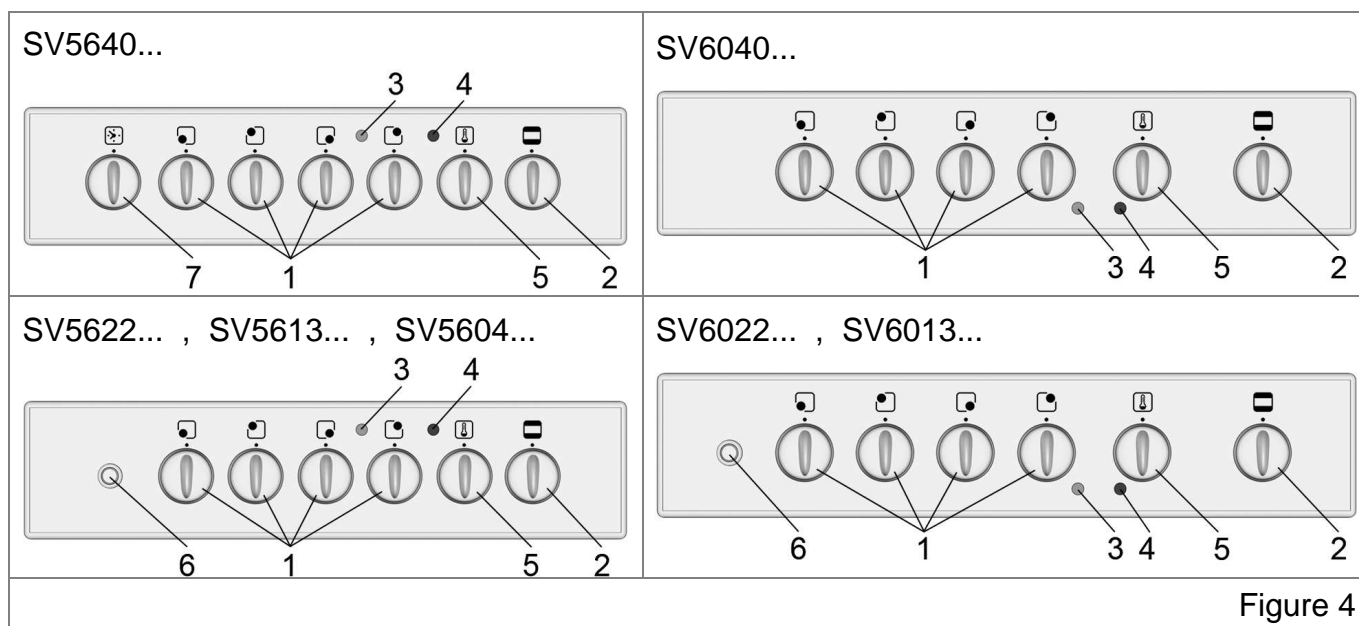 SV5640...
3 4
7 1 5 2
SV6040...
1 3 4 5 2
SV5622... , SV5613... , SV5604...
3 4
6 1 5 2
SV6022... , SV6013...
6 1 3 4 5 2
Figure 4